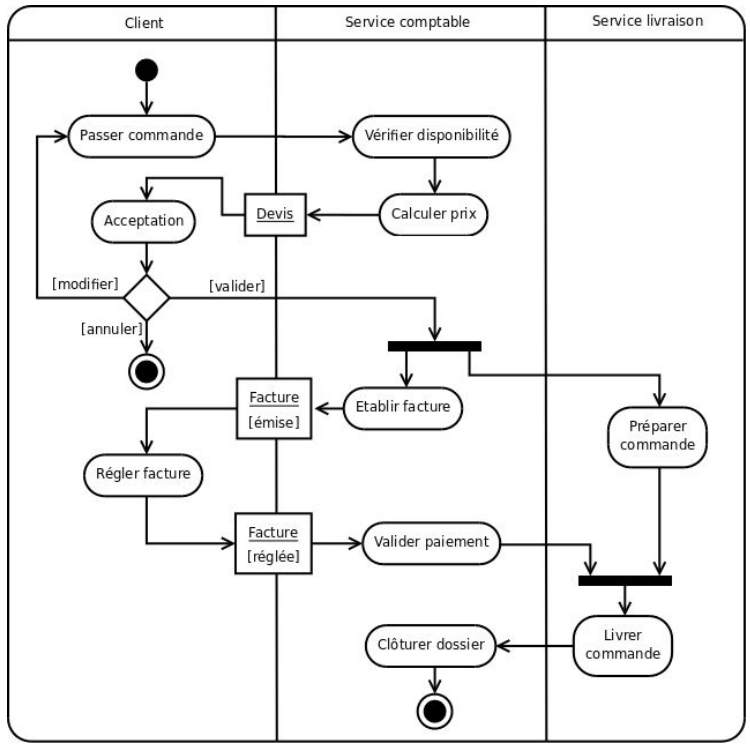 Client
Service comptable
Service livraison
Passer commande
Vérifier disponibilité
Acceptation
Devis
Calculer prix
[modifier]
[valider]
[annuler]
Facture
[émise]
Etablir facture
Préparer
commande
Régler facture
Facture
[réglée]
Valider paiement
Clôturer dossier
Livrer
commande